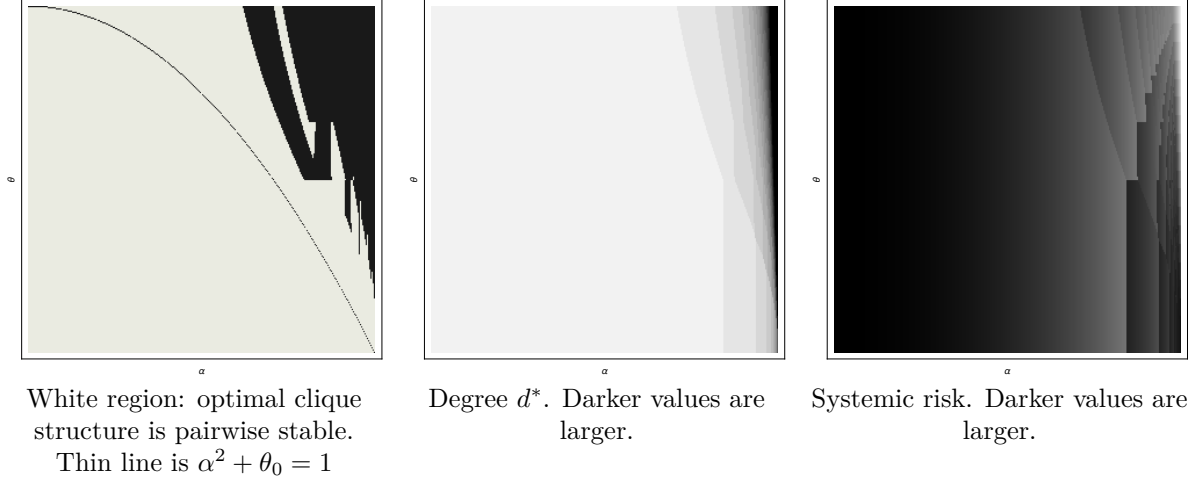 θ
α
θ
α
θ
α
White region: optimal clique
structure is pairwise stable.
Thin line is α² + θ₀ = 1
Degree d*. Darker values are
larger.
Systemic risk. Darker values are
larger.